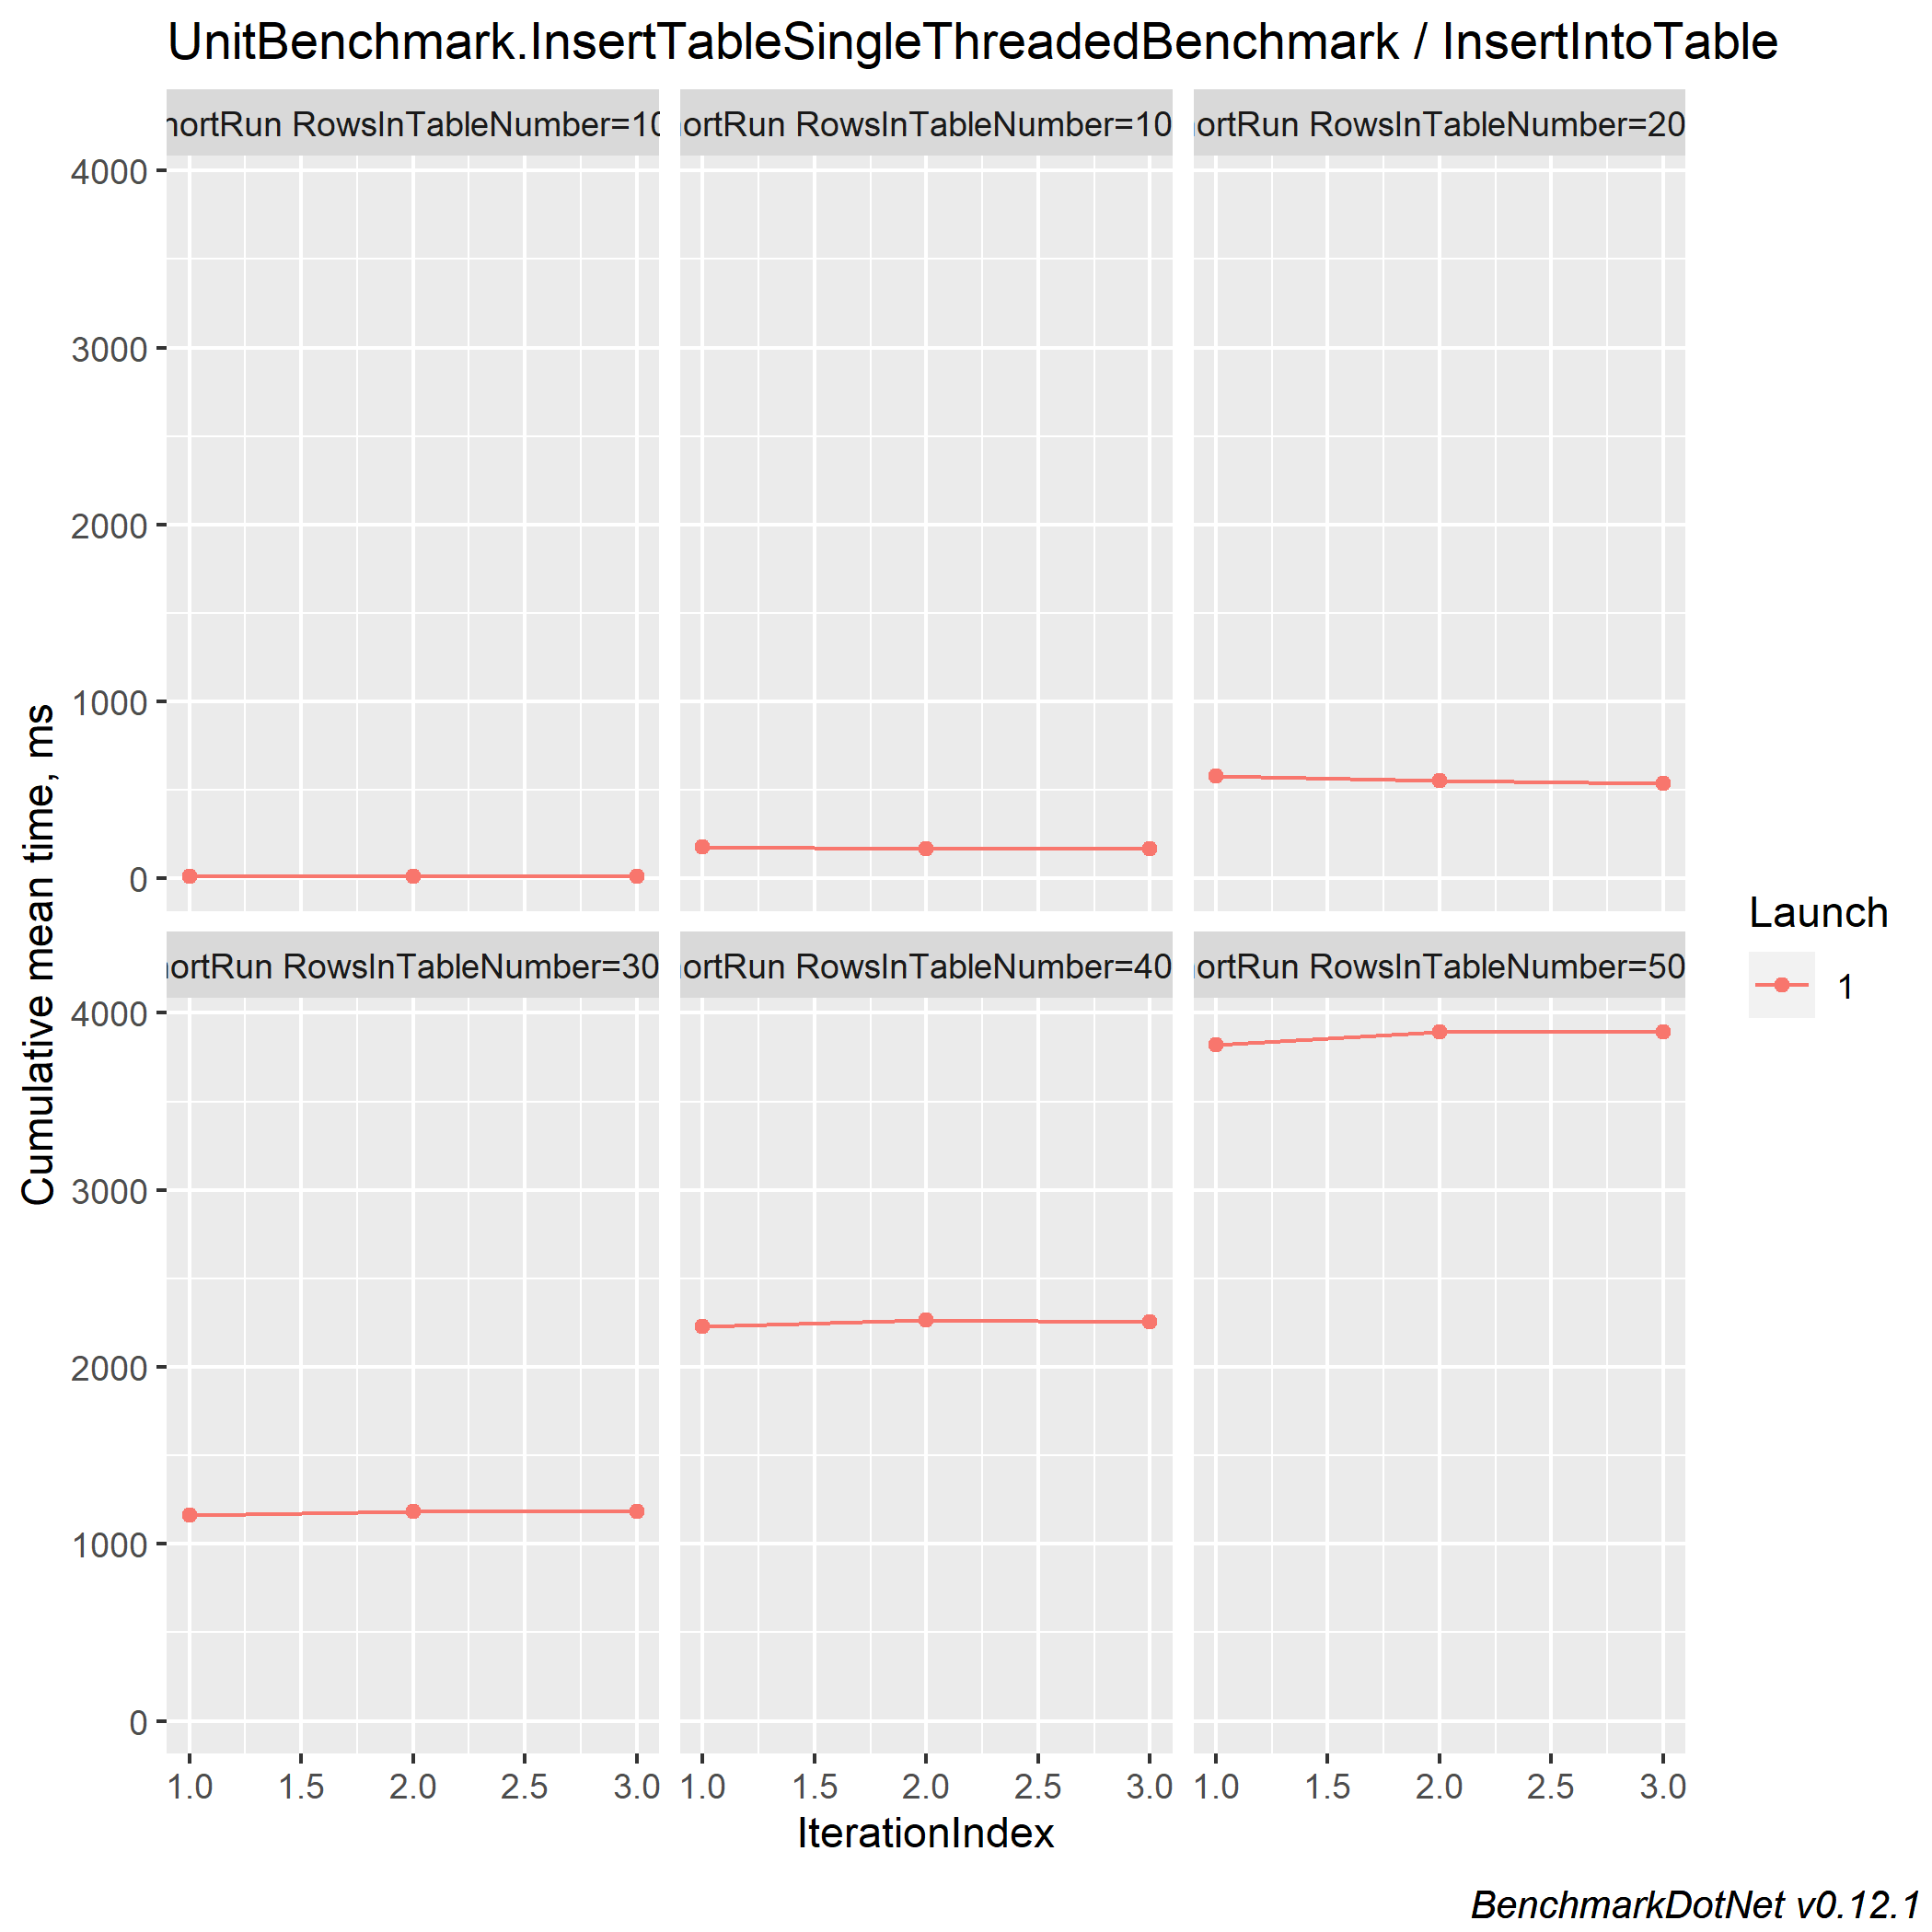 UnitBenchmark.InsertTableSingleThreadedBenchmark / InsertIntoTable
hortRun RowsInTableNumber=10
ortRun RowsInTableNumber=10
ortRun RowsInTableNumber=20
4000
3000
2000
1000
0
ortRun RowsInTableNumber=30
ortRun RowsInTableNumber=40
ortRun RowsInTableNumber=50
4000
3000
2000
1000
0
1.0 1.5 2.0 2.5 3.0
1.0 1.5 2.0 2.5 3.0
1.0 1.5 2.0 2.5 3.0
IterationIndex
Cumulative mean time, ms
Launch
1
BenchmarkDotNet v0.12.1